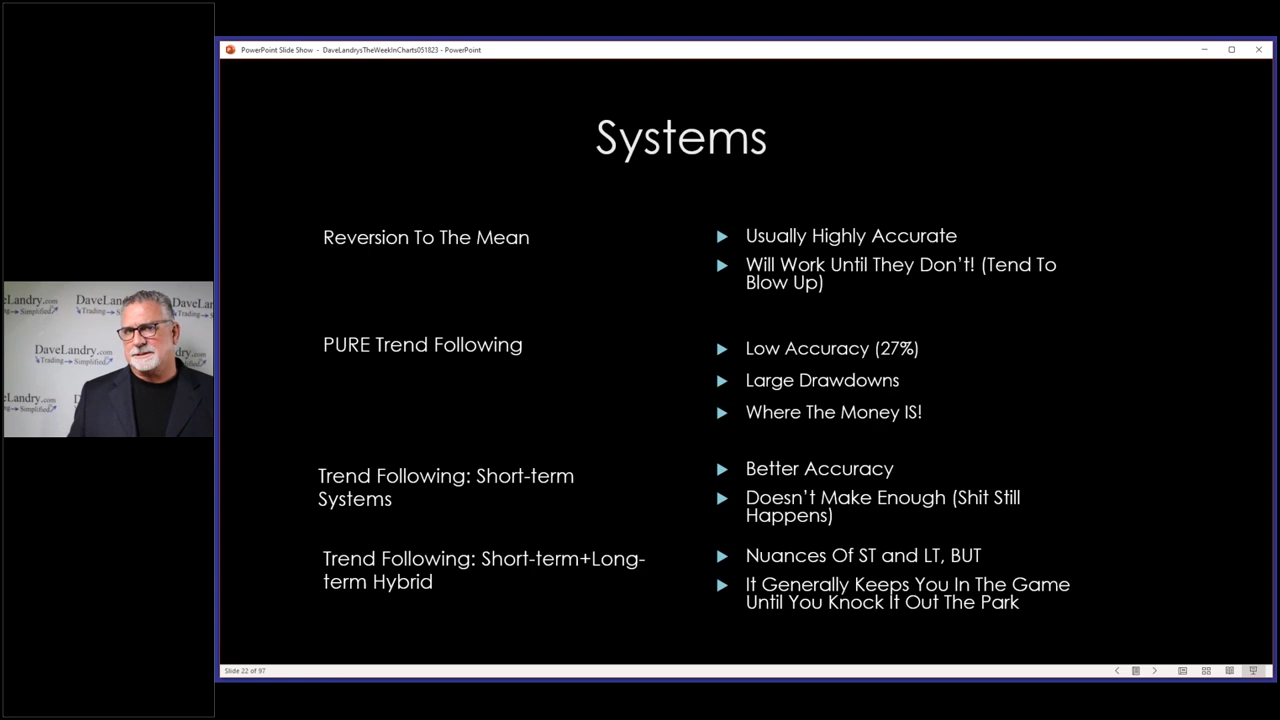 PowerPoint Slide Show - DaveLandrysTheWeekInCharts051823 - PowerPoint
Systems
Reversion To The Mean
Usually Highly Accurate
Will Work Until They Don't! (Tend To
Blow Up)
PURE Trend Following
Low Accuracy (27%)
Large Drawdowns
Where The Money IS!
Trend Following: Short-term
Systems
Better Accuracy
Doesn't Make Enough (Shit Still
Happens)
Trend Following: Short-term+Long-
term Hybrid
Nuances Of ST and LT, BUT
It Generally Keeps You In The Game
Until You Knock It Out The Park
Slide 22 of 97
DaveLandry.com
Trading Simplified